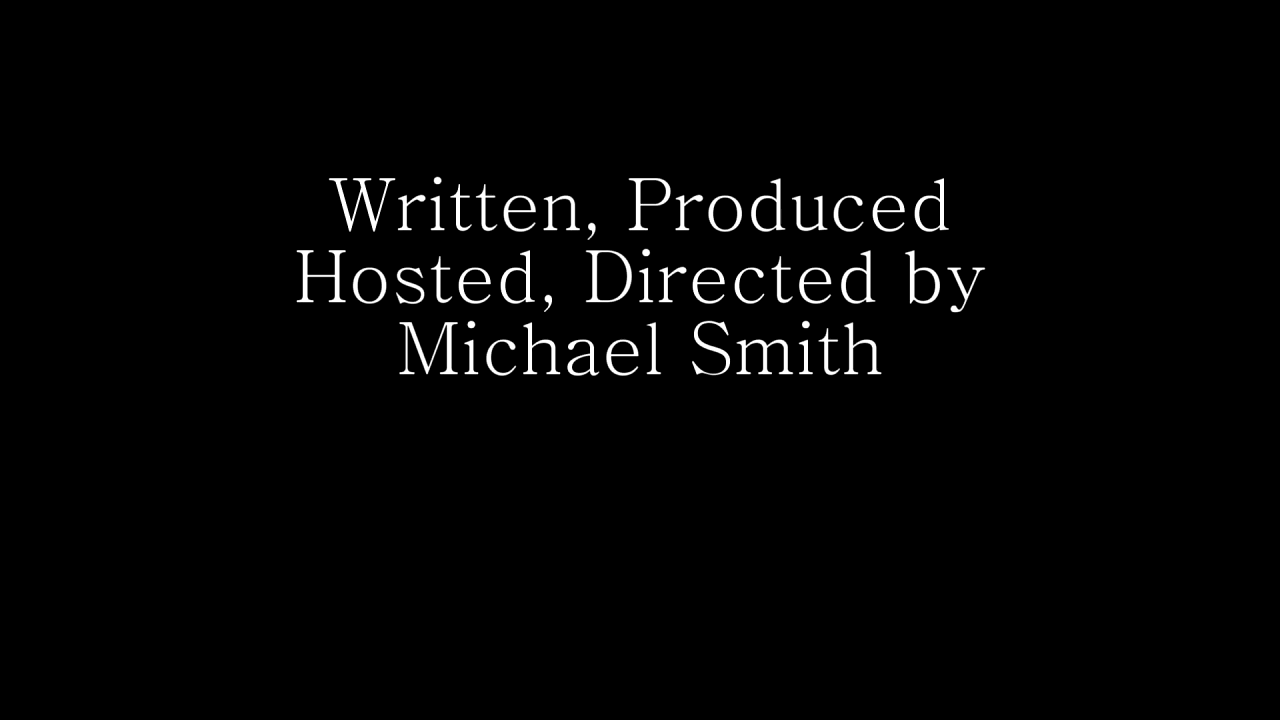 Written, Produced
Hosted, Directed by
Michael Smith